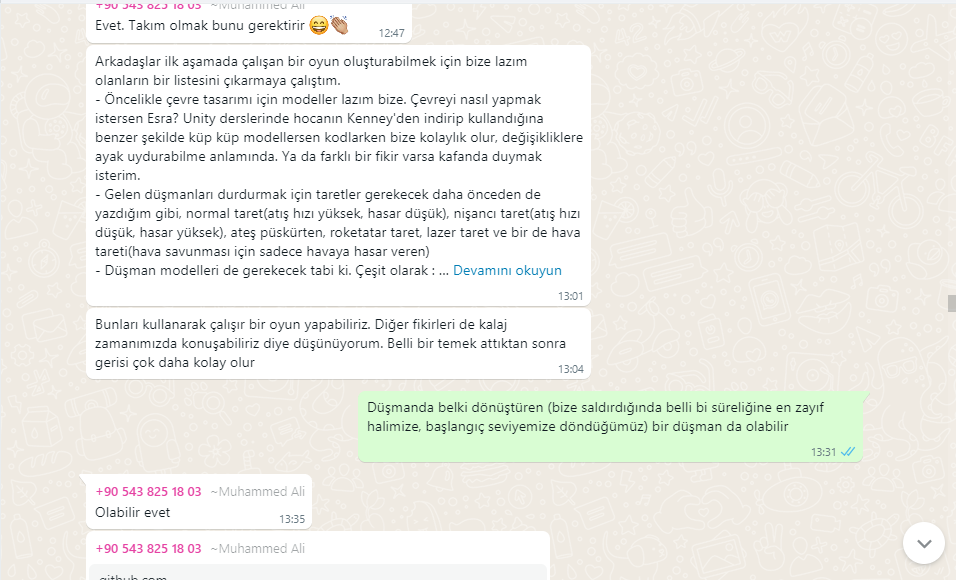 +90 543 825 18 03 ~Muhammed Ali
Evet. Takım olmak bunu gerektirir 😄👏🏼
12:47
Arkadaşlar ilk aşamada çalışan bir oyun oluşturabilmek için bize lazım
olanların bir listesini çıkarmaya çalıştım.
- Öncelikle çevre tasarımı için modeller lazım bize. Çevreyi nasıl yapmak
istersen Esra? Unity derslerinde hocanın Kenney'den indirip kullandığına
benzer şekilde küp küp modellersen kodlarken bize kolaylık olur, değişikliklere
ayak uydurabilme anlamında. Ya da farklı bir fikir varsa kafanda duymak
isterim.
- Gelen düşmanları durdurmak için taretler gerekecek daha önceden de
yazdığım gibi, normal taret(atış hızı yüksek, hasar düşük), nişancı taret(atış hızı
düşük, hasar yüksek), ateş püskürten, roketatar taret, lazer taret ve bir de hava
tareti(hava savunması için sadece havaya hasar veren)
- Düşman modelleri de gerekecek tabi ki. Çeşit olarak : ... Devamını okuyun
13:01
Bunları kullanarak çalışır bir oyun yapabiliriz. Diğer fikirleri de kalaj
zamanımızda konuşabiliriz diye düşünüyorum. Belli bir temek attıktan sonra
gerisi çok daha kolay olur
13:04
Düşmanda belki dönüştüren (bize saldırdığında belli bi süreliğine en zayıf
halimize, başlangıç seviyemize döndüğümüz) bir düşman da olabilir
13:31
+90 543 825 18 03 ~Muhammed Ali
Olabilir evet
13:35
+90 543 825 18 03 ~Muhammed Ali
github.com